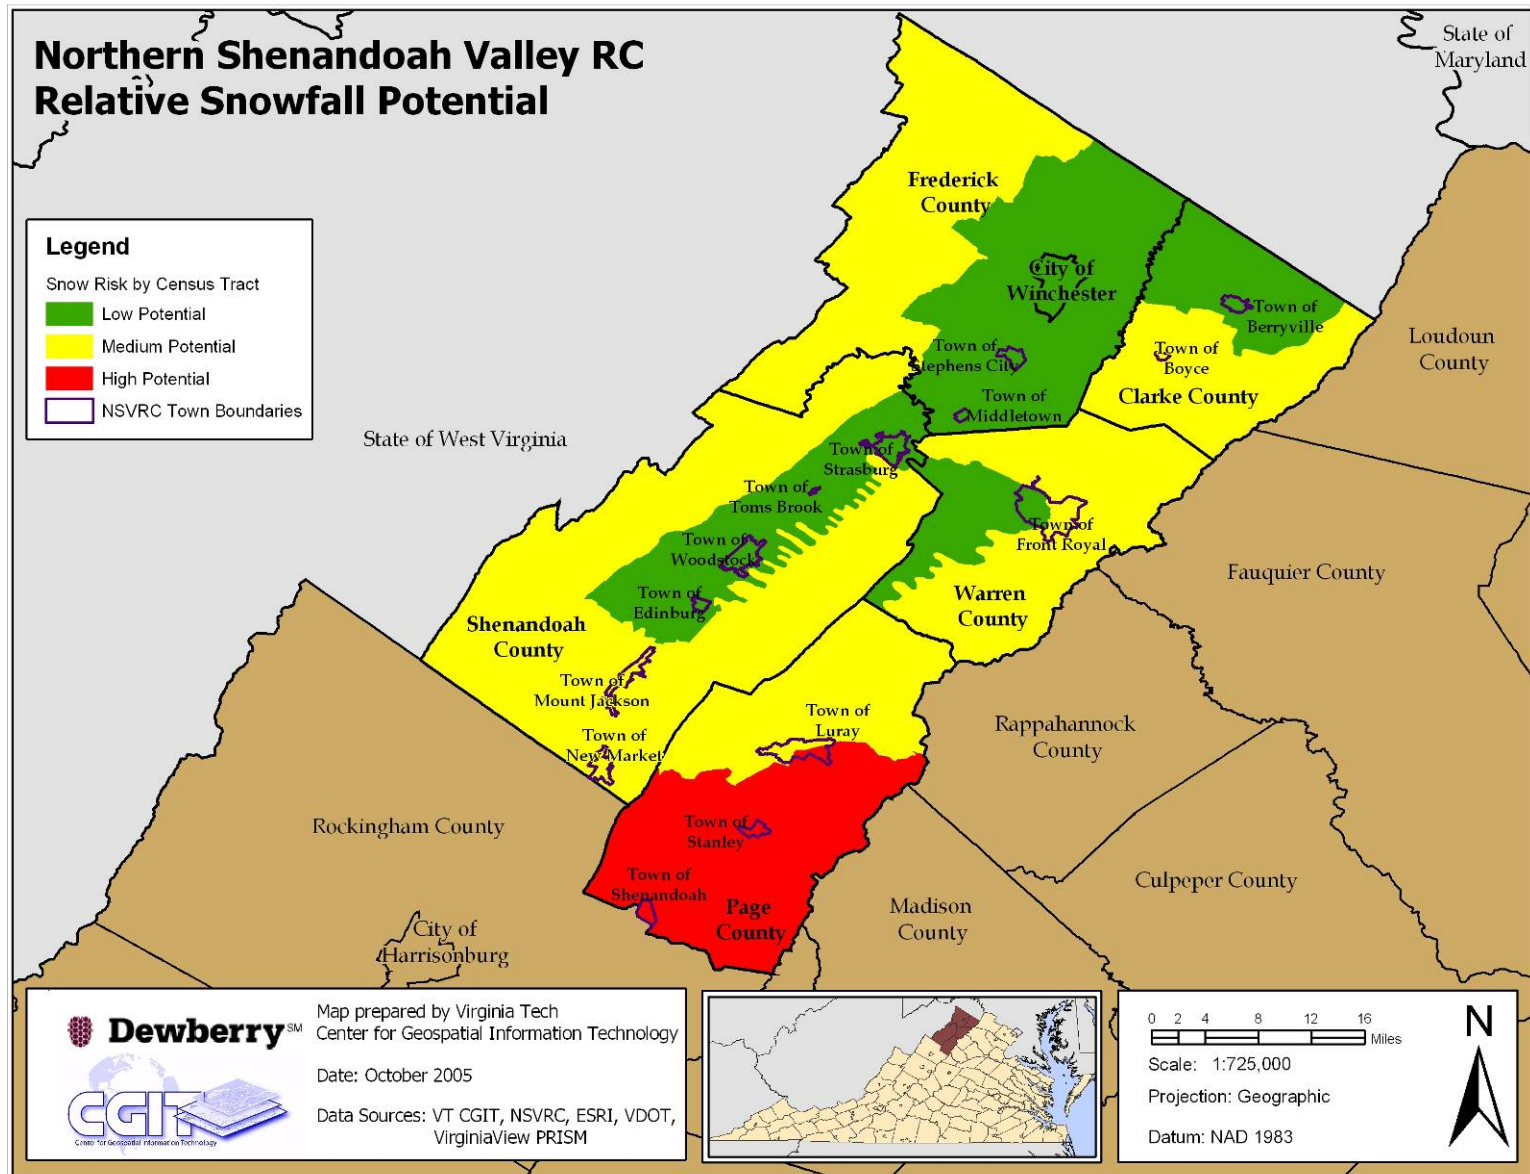 Northern Shenandoah Valley RC
Relative Snowfall Potential
State of
Maryland
Legend
Snow Risk by Census Tract
Low Potential
Medium Potential
High Potential
NSVRC Town Boundaries
Frederick
County
City of
Winchester
Town of
Berryville
Loudoun
County
Town of
Stephens City
Town of
Boyce
Clarke County
Town of
Middletown
State of West Virginia
Town of
Strasburg
Town of
Toms Brook
Town of
Front Royal
Town of
Woodstock
Fauquier County
Town of
Edinburg
Warren
County
Shenandoah
County
Town of
Mount Jackson
Town of
Luray
Rappahannock
County
Town of
New Market
Rockingham County
Town of
Stanley
Town of
Shenandoah
Culpeper County
Page
County
Madison
County
City of
Harrisonburg
Dewberry SM
CGIT
Center for Geospatial Information Technology
Map prepared by Virginia Tech
Center for Geospatial Information Technology
Date: October 2005
Data Sources: VT CGIT, NSVRC, ESRI, VDOT,
VirginiaView PRISM
0 2 4 8 12 16
Miles
Scale: 1:725,000
Projection: Geographic
Datum: NAD 1983
N